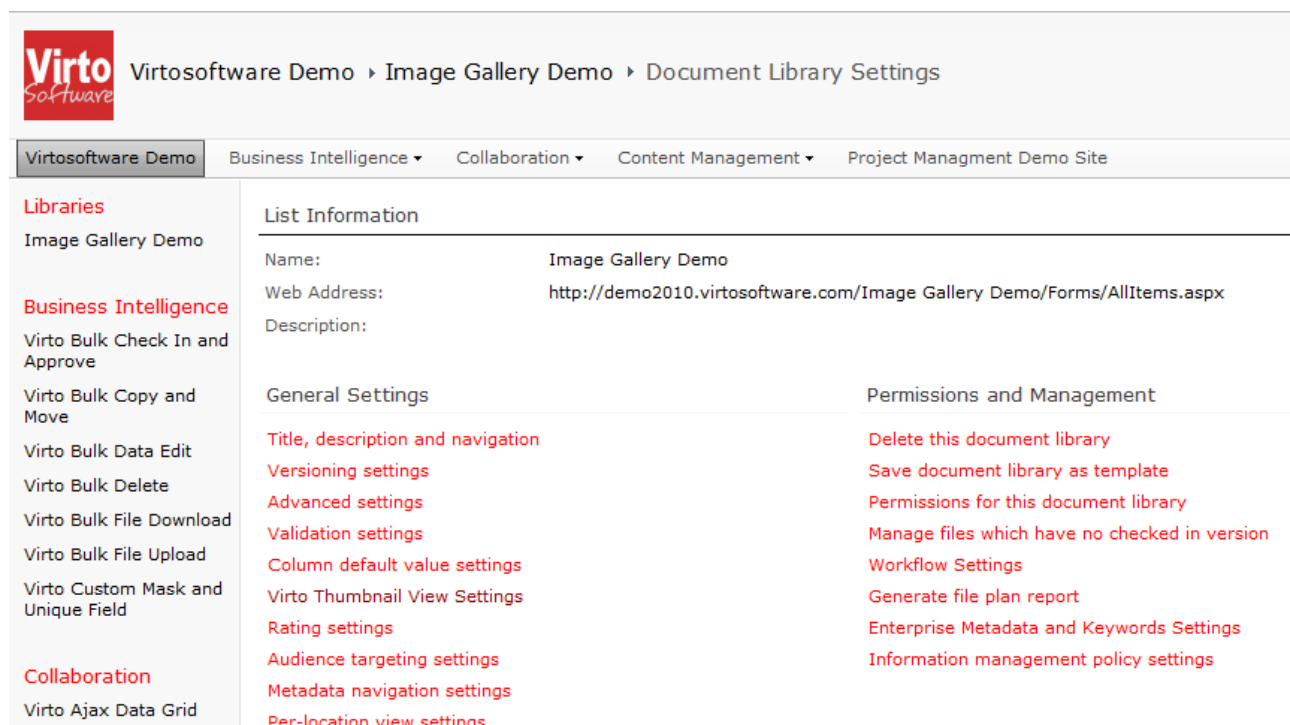 Virto
Software
Virtosoftware Demo ▸ Image Gallery Demo ▸ Document Library Settings
Virtosoftware Demo
Business Intelligence ▾
Collaboration ▾
Content Management ▾
Project Managment Demo Site
Libraries
Image Gallery Demo
Business Intelligence
Virto Bulk Check In and
Approve
Virto Bulk Copy and
Move
Virto Bulk Data Edit
Virto Bulk Delete
Virto Bulk File Download
Virto Bulk File Upload
Virto Custom Mask and
Unique Field
Collaboration
Virto Ajax Data Grid
List Information
Name: Image Gallery Demo
Web Address: http://demo2010.virtosoftware.com/Image Gallery Demo/Forms/AllItems.aspx
Description:
General Settings
Title, description and navigation
Versioning settings
Advanced settings
Validation settings
Column default value settings
Virto Thumbnail View Settings
Rating settings
Audience targeting settings
Metadata navigation settings
Per-location view settings
Permissions and Management
Delete this document library
Save document library as template
Permissions for this document library
Manage files which have no checked in version
Workflow Settings
Generate file plan report
Enterprise Metadata and Keywords Settings
Information management policy settings